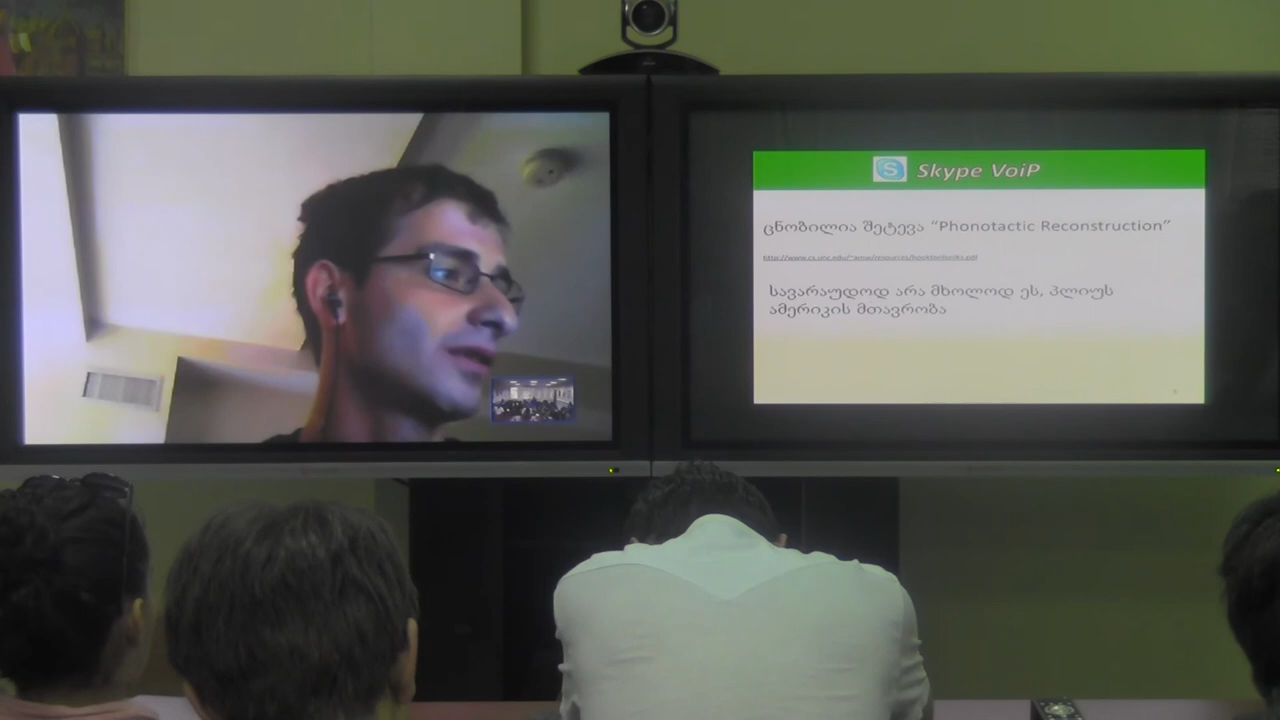 Skype VoiP
ცნობილია შეტევა “Phonotactic Reconstruction”
სავარაუდოდ არა მხოლოდ ეს, პლიუს
ამერიკის მთავრობა